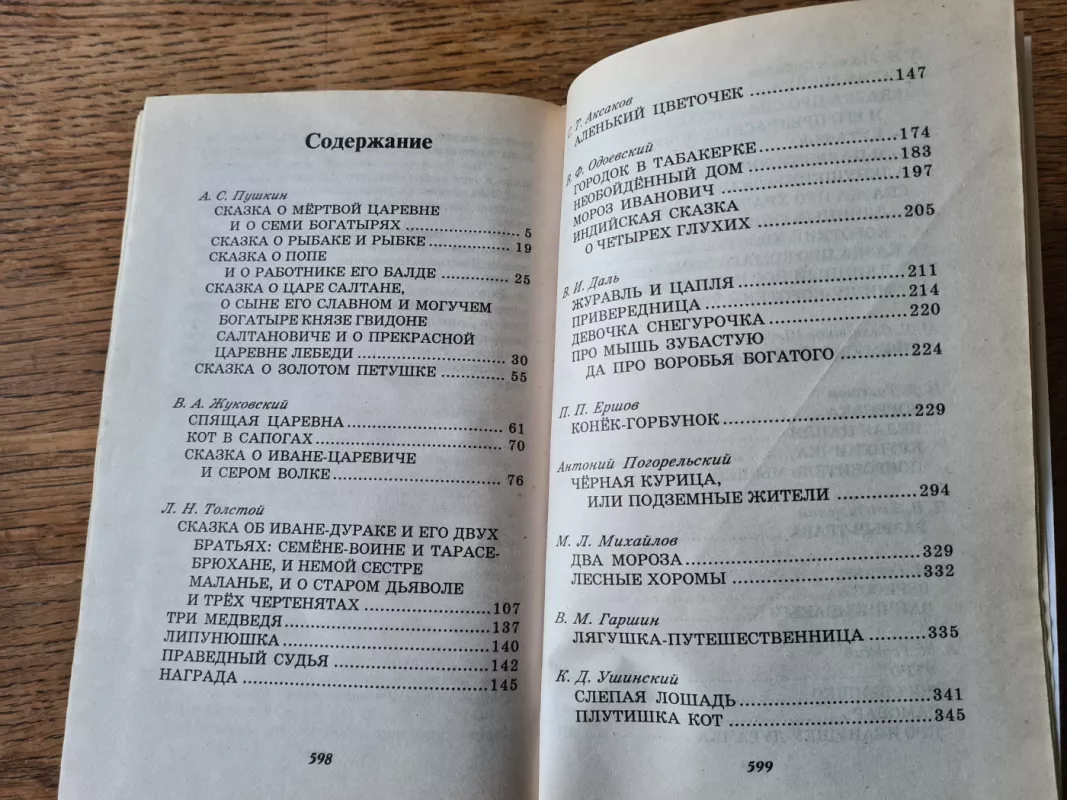 Содержание
А. С. Пушкин
СКАЗКА О МЁРТВОЙ ЦАРЕВНЕ
И О СЕМИ БОГАТЫРЯХ ................ 5
СКАЗКА О РЫБАКЕ И РЫБКЕ ............ 19
СКАЗКА О ПОПЕ
И О РАБОТНИКЕ ЕГО БАЛДЕ ............ 25
СКАЗКА О ЦАРЕ САЛТАНЕ,
О СЫНЕ ЕГО СЛАВНОМ И МОГУЧЕМ
БОГАТЫРЕ КНЯЗЕ ГВИДОНЕ
САЛТАНОВИЧЕ И О ПРЕКРАСНОЙ
ЦАРЕВНЕ ЛЕБЕДИ ..................... 30
СКАЗКА О ЗОЛОТОМ ПЕТУШКЕ ........... 55
В. А. Жуковский
СПЯЩАЯ ЦАРЕВНА ..................... 61
КОТ В САПОГАХ ...................... 70
СКАЗКА О ИВАНЕ-ЦАРЕВИЧЕ
И СЕРОМ ВОЛКЕ ...................... 76
Л. Н. Толстой
СКАЗКА ОБ ИВАНЕ-ДУРАКЕ И ЕГО ДВУХ
БРАТЬЯХ: СЕМЁНЕ-ВОИНЕ И ТАРАСЕ-
БРЮХАНЕ, И НЕМОЙ СЕСТРЕ
МАЛАНЬЕ, И О СТАРОМ ДЬЯВОЛЕ
И ТРЁХ ЧЕРТЕНЯТАХ .................. 107
ТРИ МЕДВЕДЯ ........................ 137
ЛИПУНЮШКА .......................... 140
ПРАВЕДНЫЙ СУДЬЯ .................... 142
НАГРАДА ............................ 145
598
С. Т. Аксаков
АЛЕНЬКИЙ ЦВЕТОЧЕК .................. 147
В. Ф. Одоевский
ГОРОДОК В ТАБАКЕРКЕ ................ 174
НЕОБОЙДЁННЫЙ ДОМ ................... 183
МОРОЗ ИВАНОВИЧ ..................... 197
ИНДИЙСКАЯ СКАЗКА
О ЧЕТЫРЕХ ГЛУХИХ ................... 205
В. И. Даль
ЖУРАВЛЬ И ЦАПЛЯ .................... 211
ПРИВЕРЕДНИЦА ....................... 214
ДЕВОЧКА СНЕГУРОЧКА ................. 220
ПРО МЫШЬ ЗУБАСТУЮ
ДА ПРО ВОРОБЬЯ БОГАТОГО ............ 224
П. П. Ершов
КОНЁК-ГОРБУНОК ..................... 229
Антоний Погорельский
ЧЁРНАЯ КУРИЦА,
ИЛИ ПОДЗЕМНЫЕ ЖИТЕЛИ ............... 294
М. Л. Михайлов
ДВА МОРОЗА ......................... 329
ЛЕСНЫЕ ХОРОМЫ ...................... 332
В. М. Гаршин
ЛЯГУШКА-ПУТЕШЕСТВЕННИЦА ............ 335
К. Д. Ушинский
СЛЕПАЯ ЛОШАДЬ ...................... 341
ПЛУТИШКА КОТ ....................... 345
599